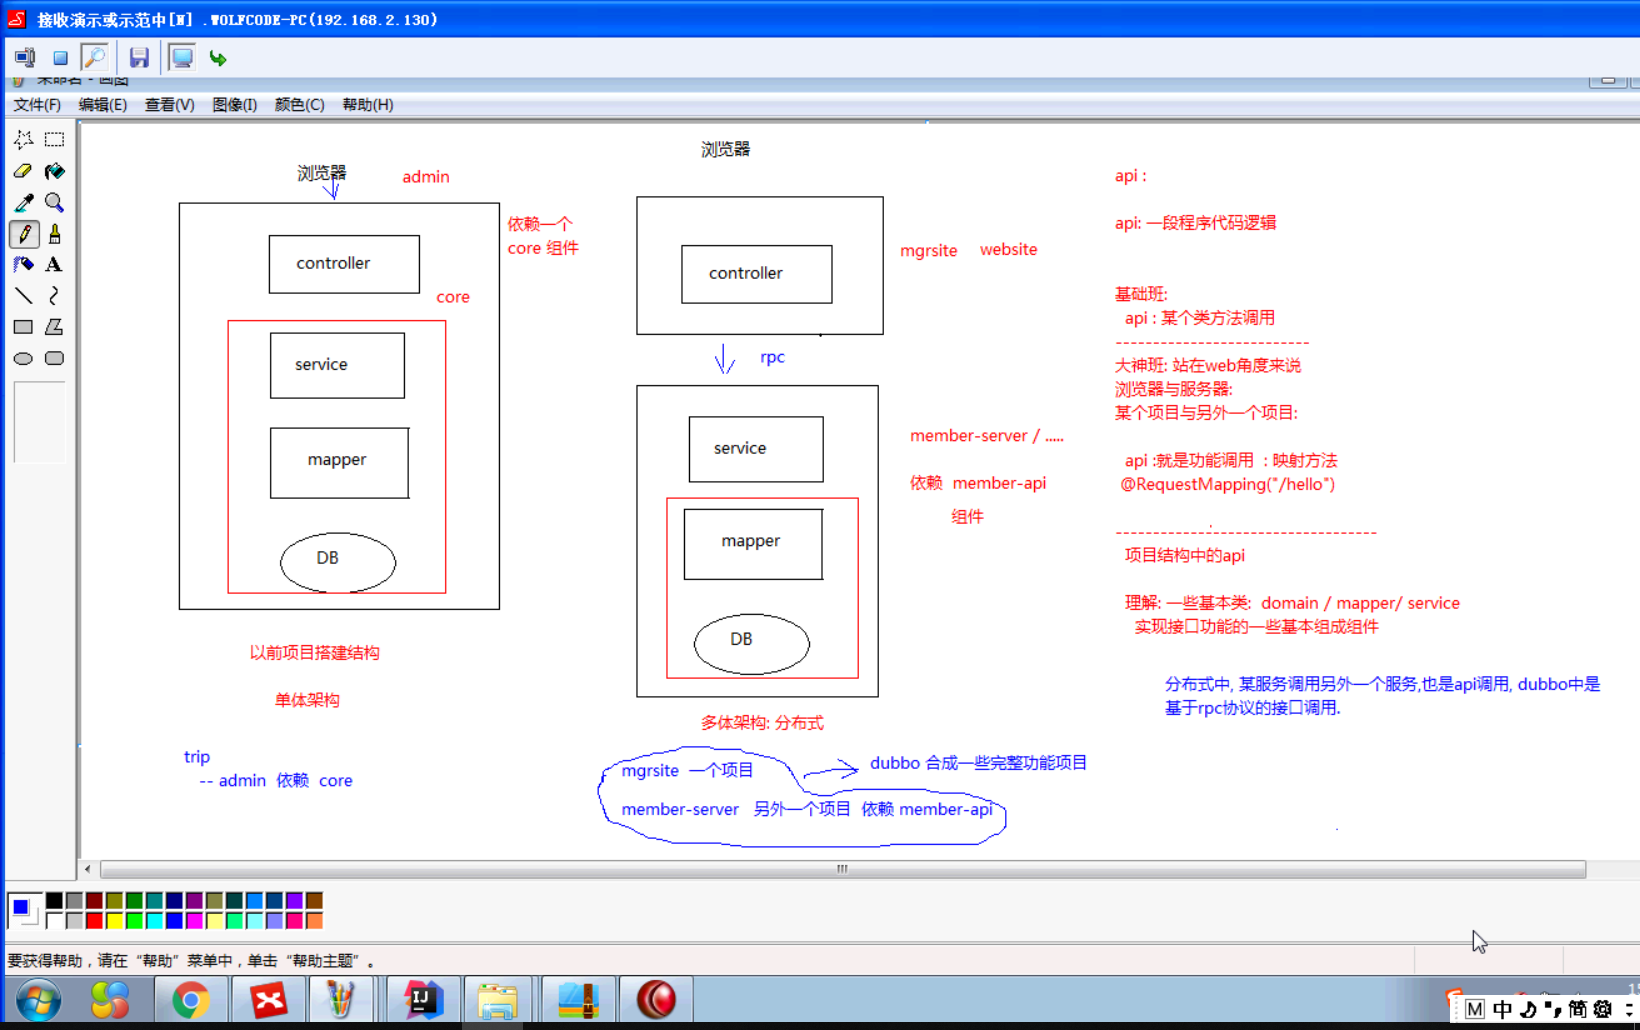 接收演示或示范中[W] .WOLFCODE-PC(192.168.2.130)
未命名 - 画图
文件(F) 编辑(E) 查看(V) 图像(I) 颜色(C) 帮助(H)
浏览器
admin
依赖一个
core 组件
controller
core
service
mapper
DB
以前项目搭建结构
单体架构
trip
-- admin 依赖 core
浏览器
controller
mgrsite website
rpc
service
member-server / .....
依赖 member-api
组件
mapper
DB
多体架构: 分布式
mgrsite 一个项目
member-server 另外一个项目 依赖 member-api
dubbo 合成一些完整功能项目
api :
api: 一段程序代码逻辑
基础班:
api : 某个类方法调用
--------------------------
大神班: 站在web角度来说
浏览器与服务器:
某个项目与另外一个项目:
api :就是功能调用 : 映射方法
@RequestMapping("/hello")
-----------------------------------
项目结构中的api
理解: 一些基本类: domain / mapper/ service
实现接口功能的一些基本组成组件
分布式中, 某服务调用另外一个服务,也是api调用, dubbo中是
基于rpc协议的接口调用.
要获得帮助，请在“帮助”菜单中，单击“帮助主题”。
IJ
M 中 简